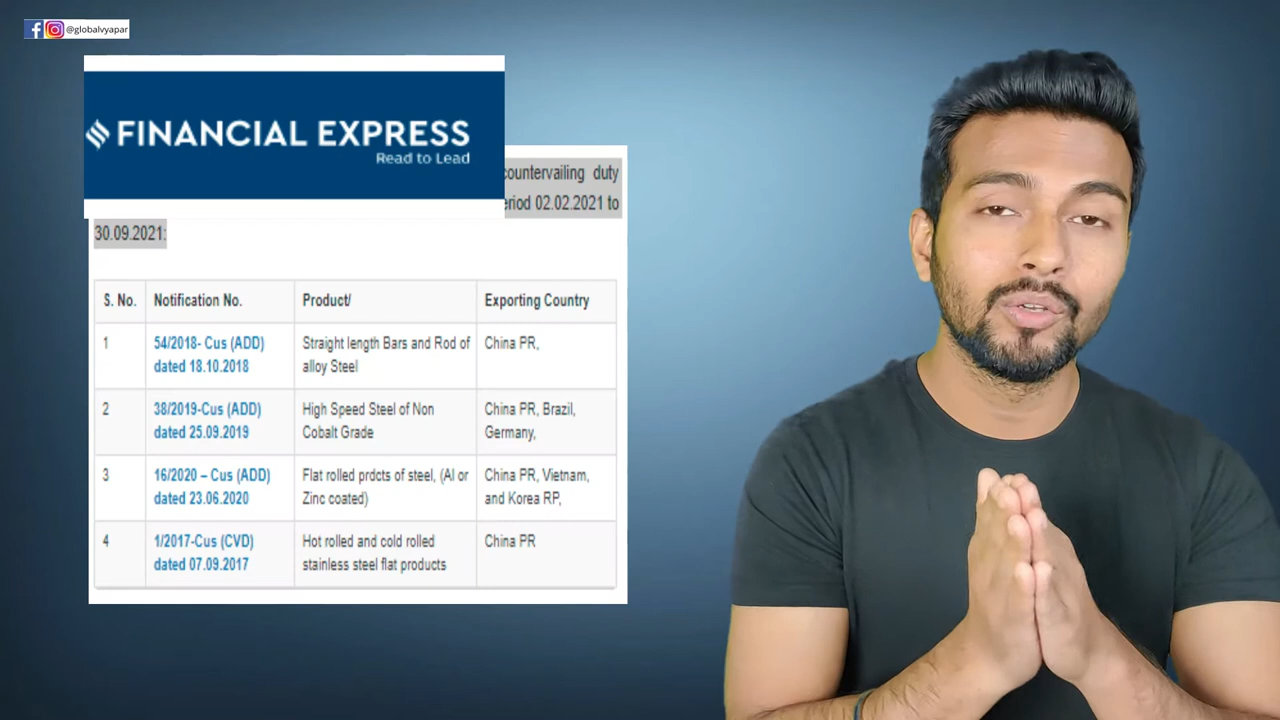 @globalvyapar
FINANCIAL EXPRESS
Read to Lead
countervailing duty
period 02.02.2021 to
30.09.2021:
S. No. Notification No. Product/ Exporting Country
1 54/2018- Cus (ADD) dated 18.10.2018 Straight length Bars and Rod of alloy Steel China PR,
2 38/2019-Cus (ADD) dated 25.09.2019 High Speed Steel of Non Cobalt Grade China PR, Brazil, Germany,
3 16/2020 – Cus (ADD) dated 23.06.2020 Flat rolled prdcts of steel, (Al or Zinc coated) China PR, Vietnam, and Korea RP,
4 1/2017-Cus (CVD) dated 07.09.2017 Hot rolled and cold rolled stainless steel flat products China PR